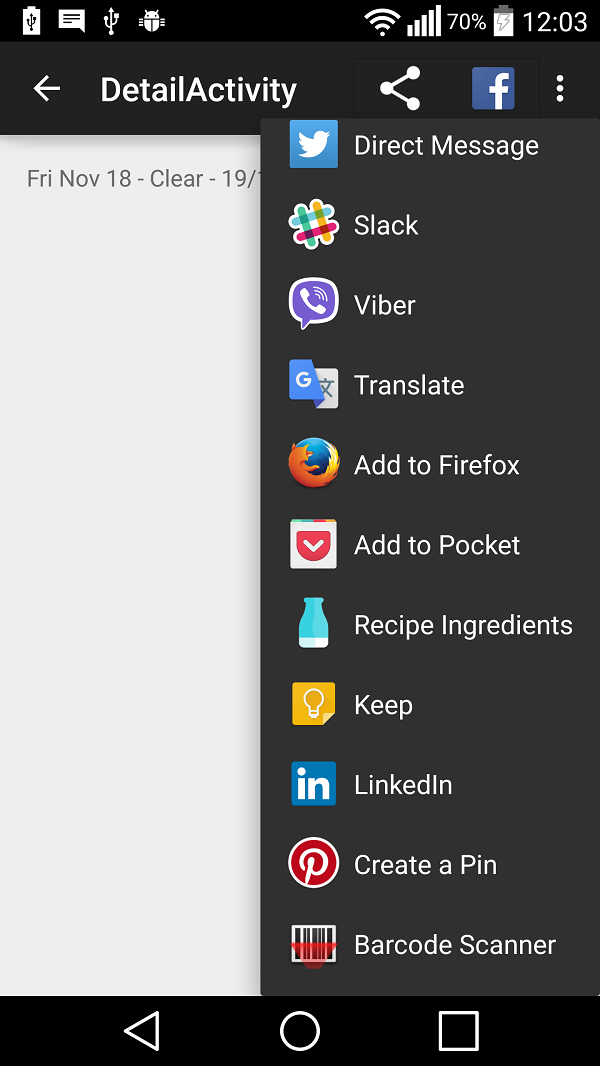 70% 12:03
DetailActivity
Fri Nov 18 - Clear - 19/
Direct Message
Slack
Viber
Translate
Add to Firefox
Add to Pocket
Recipe Ingredients
Keep
LinkedIn
Create a Pin
Barcode Scanner